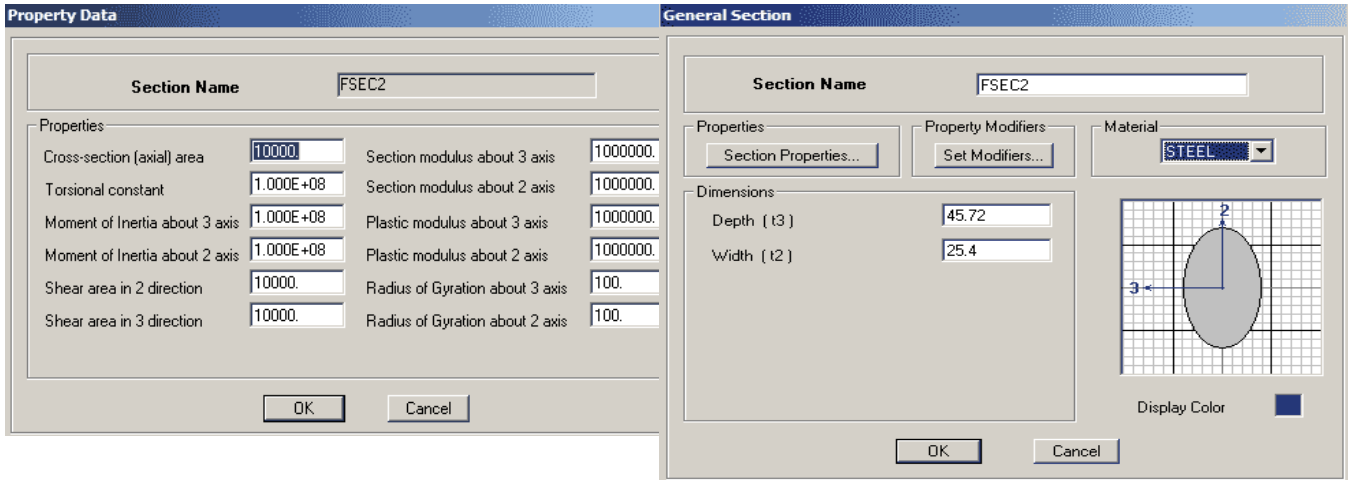 Property Data
Section Name FSEC2
Properties
Cross-section (axial) area 10000. Section modulus about 3 axis 1000000.
Torsional constant 1.000E+08 Section modulus about 2 axis 1000000.
Moment of Inertia about 3 axis 1.000E+08 Plastic modulus about 3 axis 1000000.
Moment of Inertia about 2 axis 1.000E+08 Plastic modulus about 2 axis 1000000.
Shear area in 2 direction 10000. Radius of Gyration about 3 axis 100.
Shear area in 3 direction 10000. Radius of Gyration about 2 axis 100.
OK Cancel
General Section
Section Name FSEC2
Properties Property Modifiers Material
Section Properties... Set Modifiers... STEEL
Dimensions
Depth ( t3 ) 45.72
Width ( t2 ) 25.4
2
3
Display Color
OK Cancel